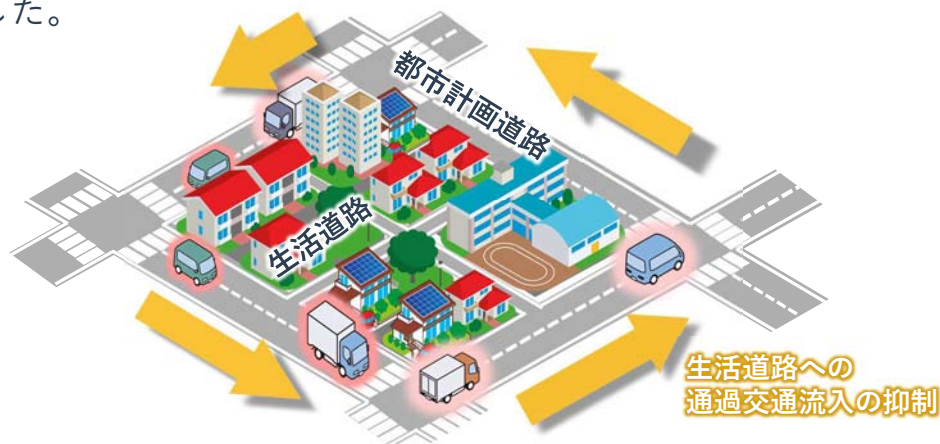 した。
都市計画道路
生活道路
生活道路への
通過交通流入の抑制